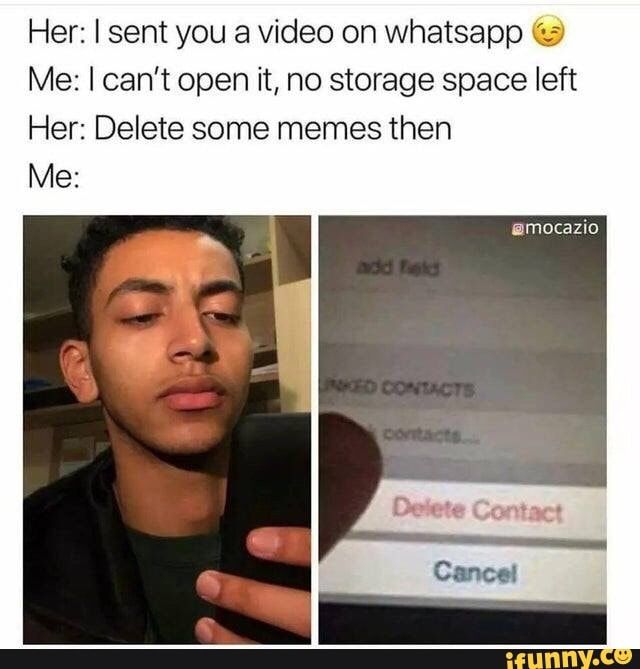 Her: I sent you a video on whatsapp 😉
Me: I can't open it, no storage space left
Her: Delete some memes then
Me:
mocazio
add field
LINKED CONTACTS
contacts...
Delete Contact
Cancel
ifunny.co